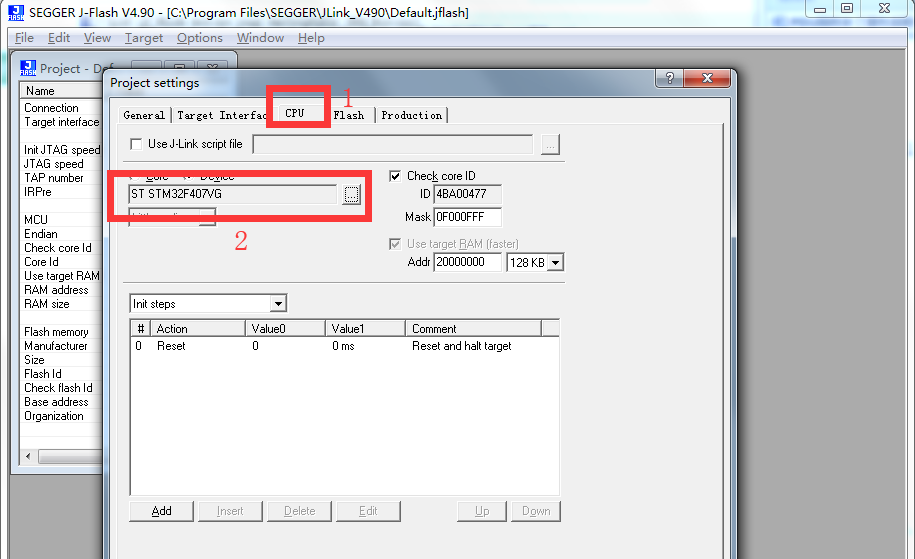 SEGGER J-Flash V4.90 - [C:\Program Files\SEGGER\JLink_V490\Default.jflash]
File Edit View Target Options Window Help
Project - Def
Name
Connection
Target interface
Init JTAG speed
JTAG speed
TAP number
IRPre
MCU
Endian
Check core Id
Core Id
Use target RAM
RAM address
RAM size
Flash memory
Manufacturer
Size
Flash Id
Check flash Id
Base address
Organization
Project settings
1
General Target Interfac CPU Flash Production
Use J-Link script file
...
Core Device
ST STM32F407VG
...
2
Check core ID
ID 4BA00477
Mask 0F000FFF
Use target RAM (faster)
Addr 20000000 128 KB
Init steps
# Action Value0 Value1 Comment
0 Reset 0 0 ms Reset and halt target
Add Insert Delete Edit Up Down